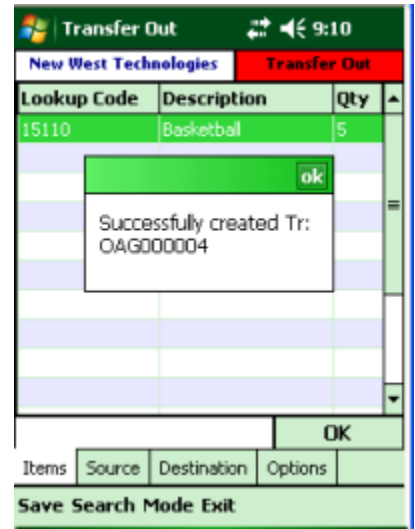 Transfer Out 9:10
New West Technologies Transfer Out
Lookup Code Description Qty
15110 Basketball 5
ok
Successfully created Tr:
OAG000004
OK
Items Source Destination Options
Save Search Mode Exit